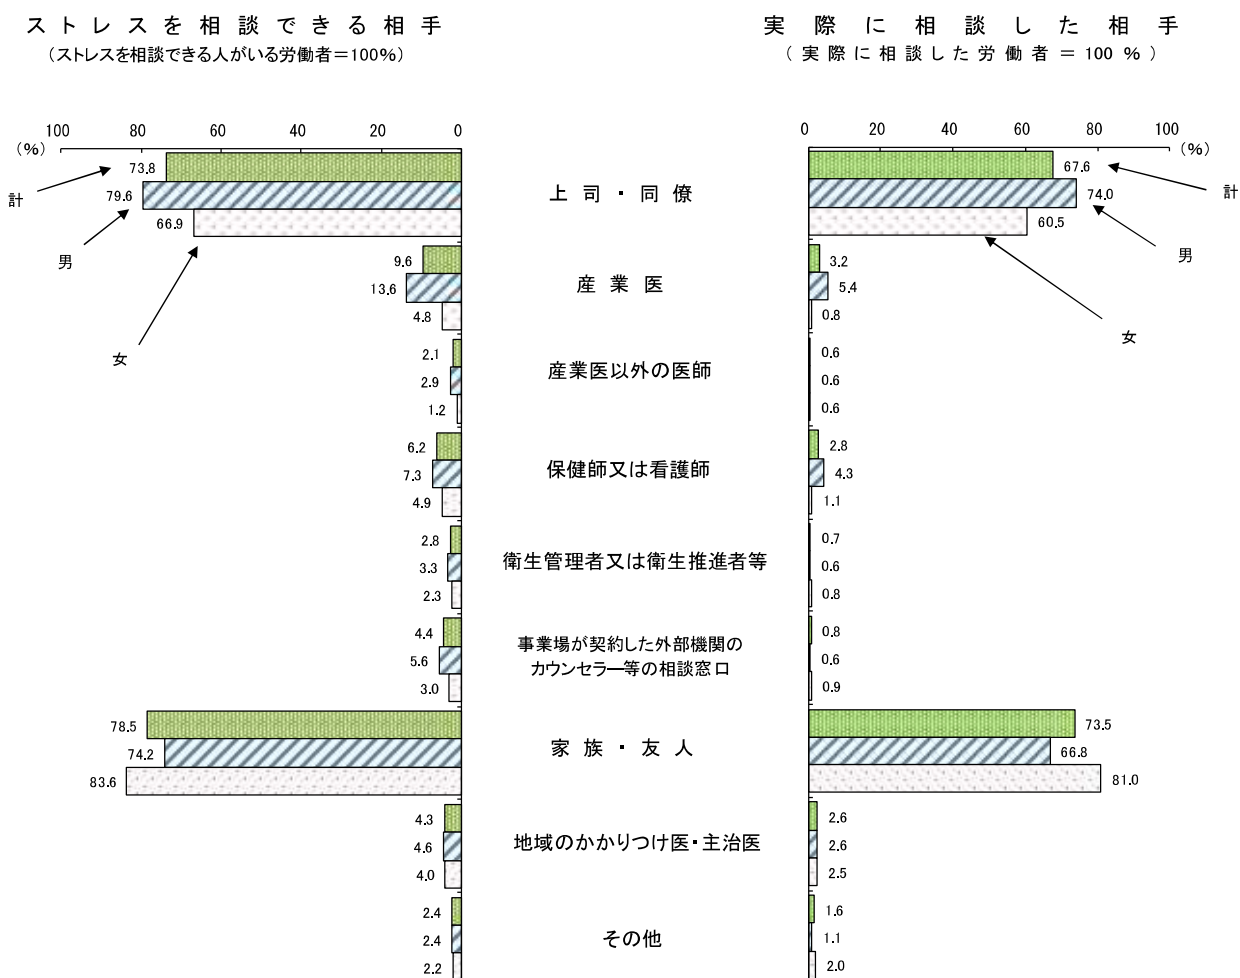 ストレスを相談できる相手
(ストレスを相談できる人がいる労働者=100%)
実際に相談した相手
(実際に相談した労働者=100%)
100 80 60 40 20 0
(%)
0 20 40 60 80 100
(%)
計
男
女
計
男
女
73.8
79.6
66.9
上司・同僚
67.6
74.0
60.5
9.6
13.6
4.8
産業医
3.2
5.4
0.8
2.1
2.9
1.2
産業医以外の医師
0.6
0.6
0.6
6.2
7.3
4.9
保健師又は看護師
2.8
4.3
1.1
2.8
3.3
2.3
衛生管理者又は衛生推進者等
0.7
0.6
0.8
4.4
5.6
3.0
事業場が契約した外部機関の
カウンセラー等の相談窓口
0.8
0.6
0.9
78.5
74.2
83.6
家族・友人
73.5
66.8
81.0
4.3
4.6
4.0
地域のかかりつけ医・主治医
2.6
2.6
2.5
2.4
2.4
2.2
その他
1.6
1.1
2.0